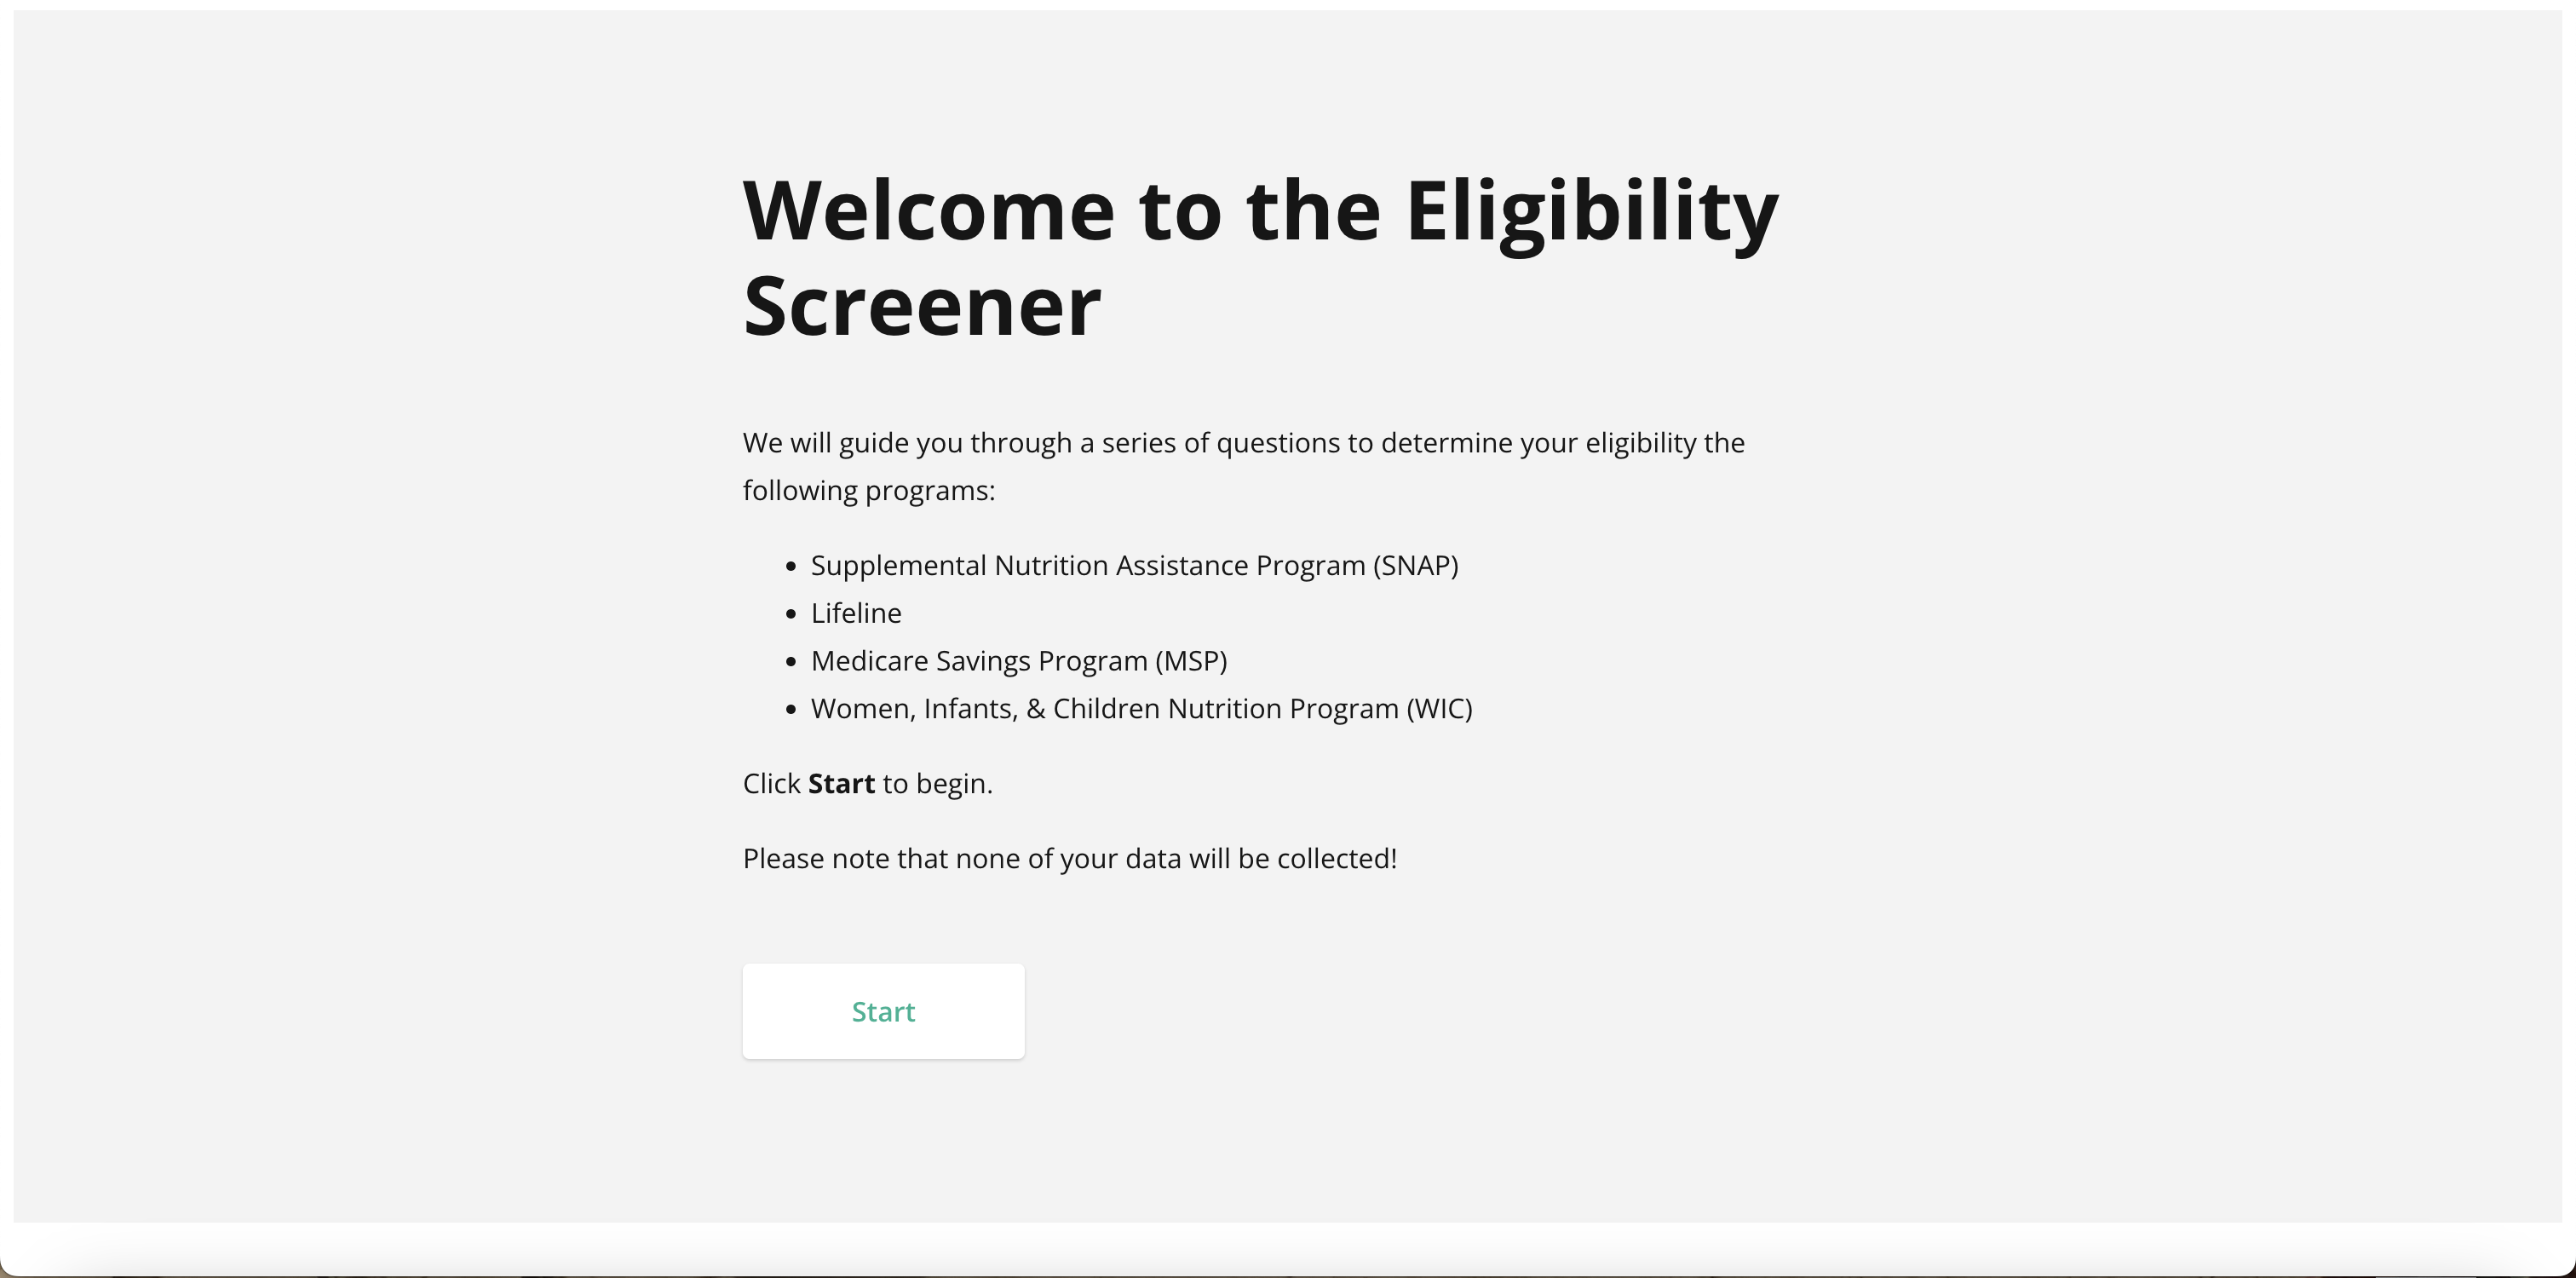 Welcome to the Eligibility
Screener
We will guide you through a series of questions to determine your eligibility the
following programs:
• Supplemental Nutrition Assistance Program (SNAP)
• Lifeline
• Medicare Savings Program (MSP)
• Women, Infants, & Children Nutrition Program (WIC)
Click Start to begin.
Please note that none of your data will be collected!
Start